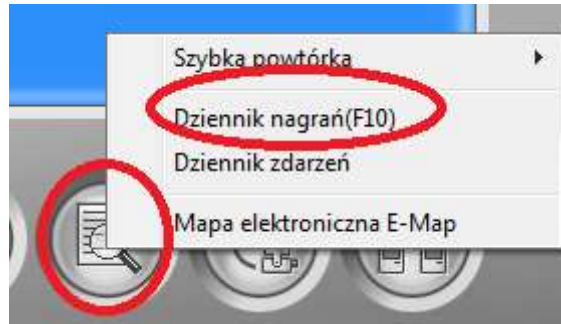 Szybka powtórka
Dziennik nagrań(F10)
Dziennik zdarzeń
Mapa elektroniczna E-Map